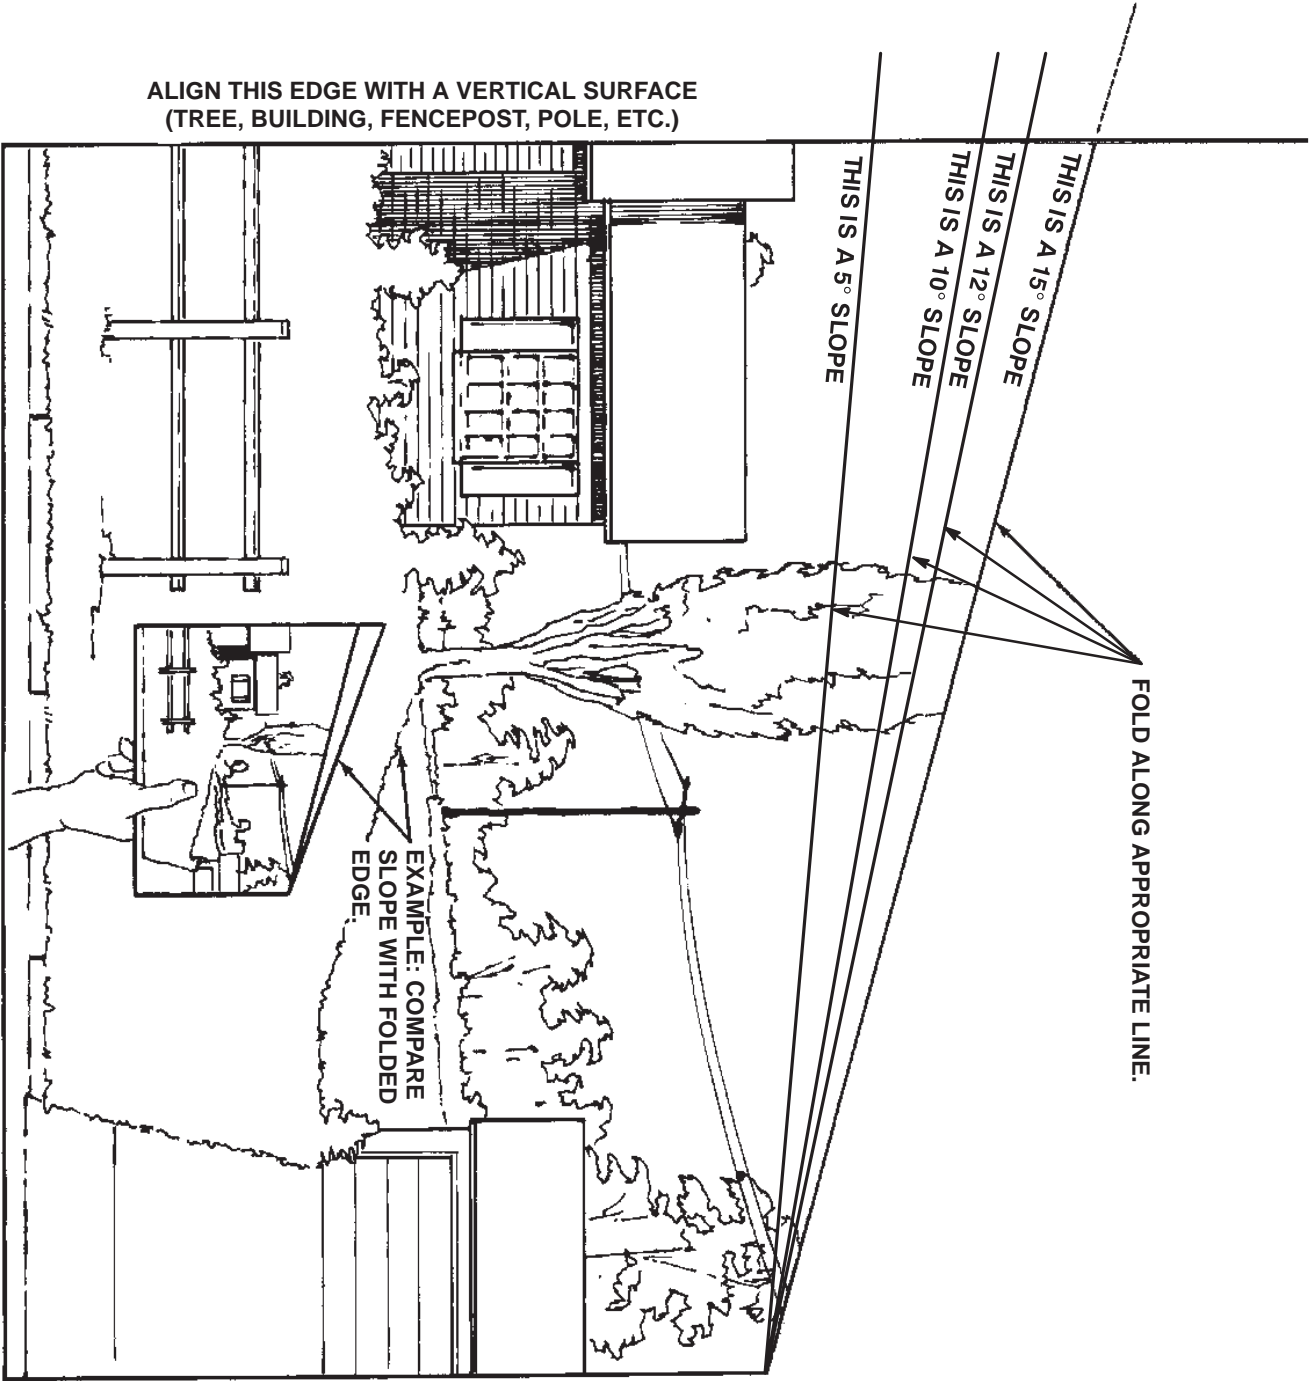 ALIGN THIS EDGE WITH A VERTICAL SURFACE
(TREE, BUILDING, FENCEPOST, POLE, ETC.)
THIS IS A 15° SLOPE
THIS IS A 12° SLOPE
THIS IS A 10° SLOPE
THIS IS A 5° SLOPE
FOLD ALONG APPROPRIATE LINE.
EXAMPLE: COMPARE
SLOPE WITH FOLDED
EDGE.